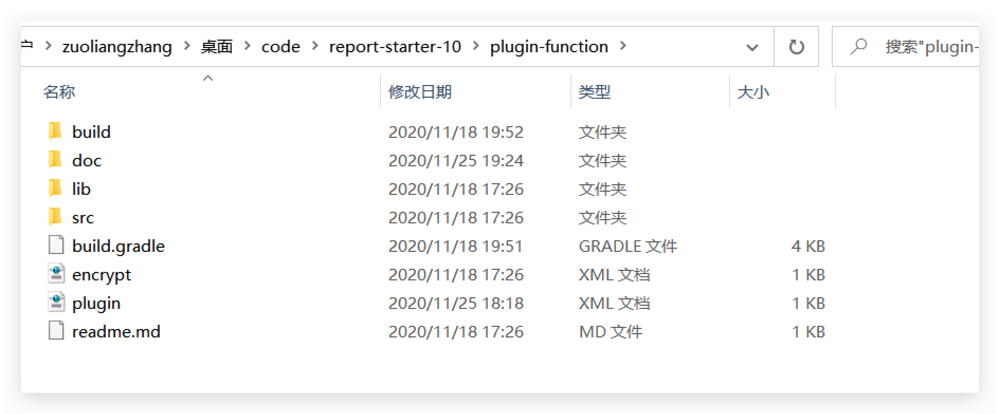 zuoliangzhang > 桌面 > code > report-starter-10 > plugin-function > 搜索"plugin-
名称 修改日期 类型 大小
build 2020/11/18 19:52 文件夹
doc 2020/11/25 19:24 文件夹
lib 2020/11/18 17:26 文件夹
src 2020/11/18 17:26 文件夹
build.gradle 2020/11/18 19:51 GRADLE 文件 4 KB
encrypt 2020/11/18 17:26 XML 文档 1 KB
plugin 2020/11/25 18:18 XML 文档 1 KB
readme.md 2020/11/18 17:26 MD 文件 1 KB